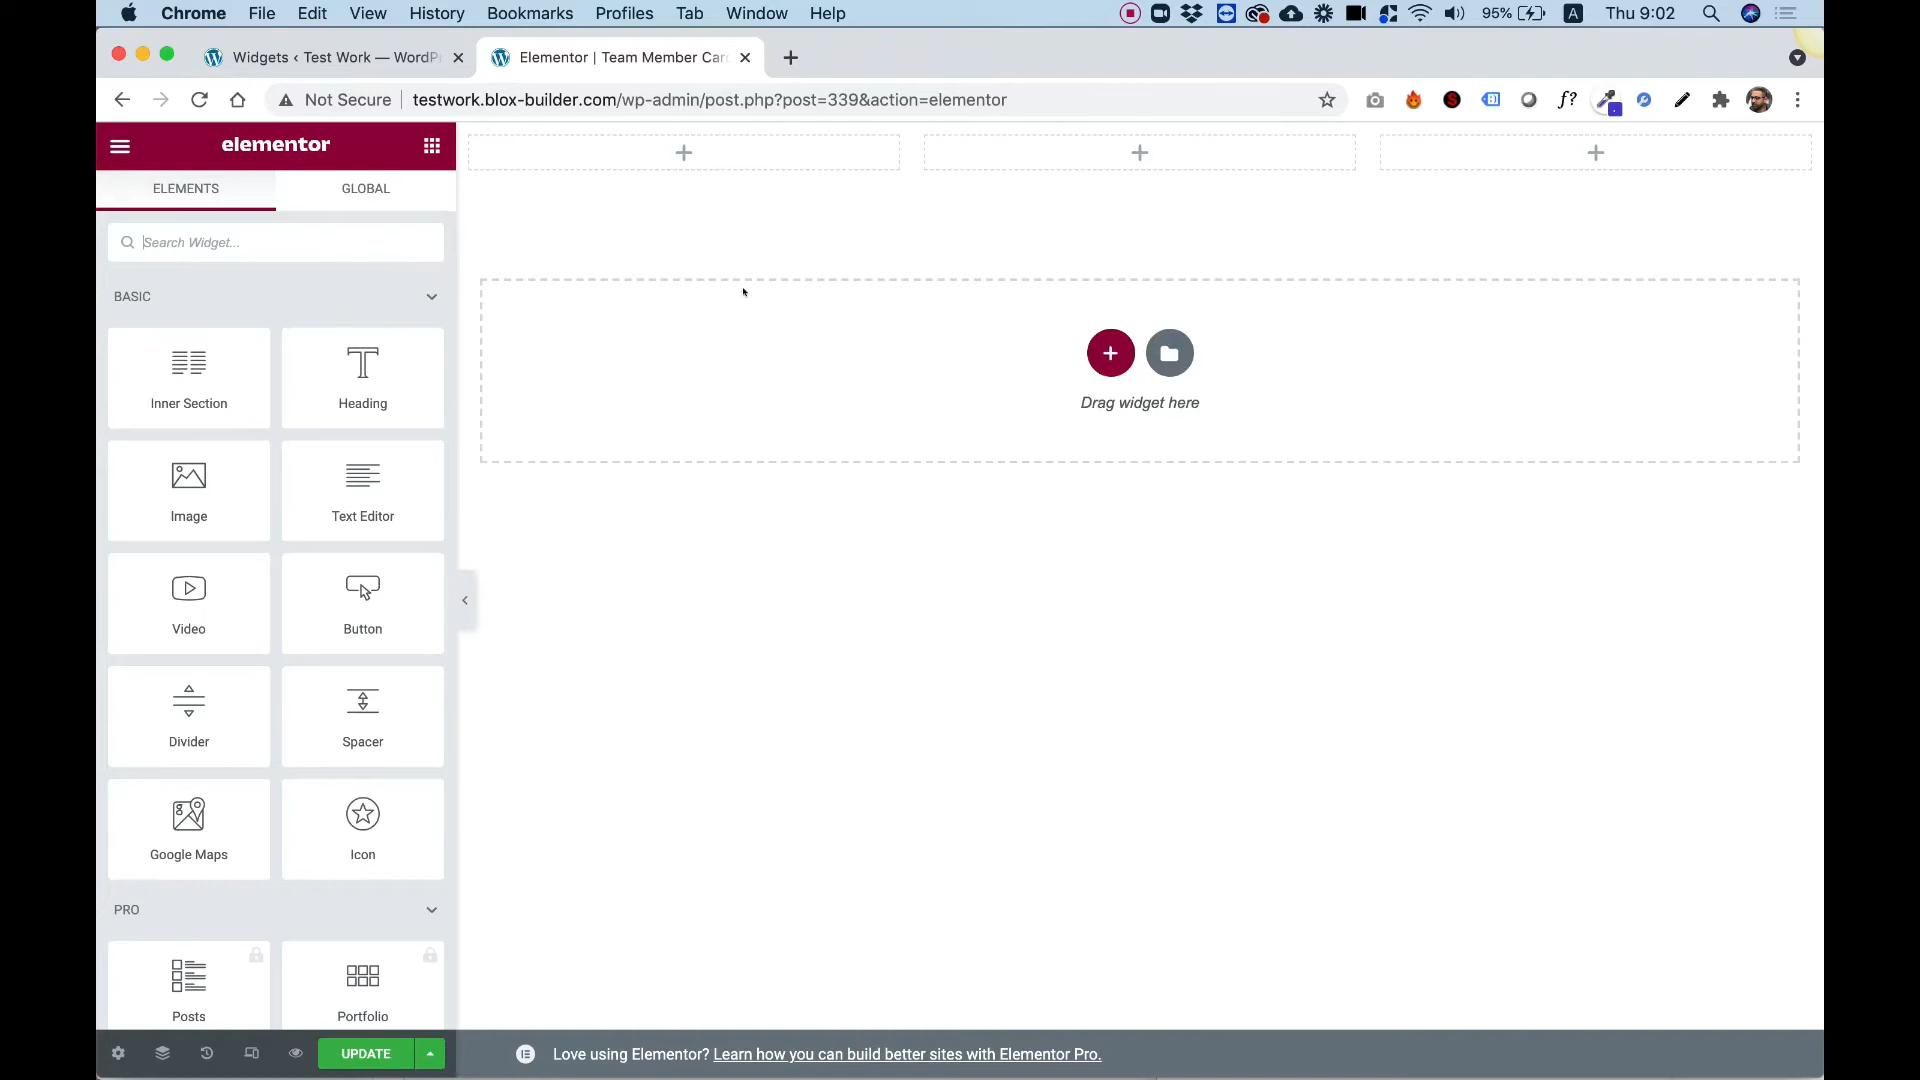 Chrome File Edit View History Bookmarks Profiles Tab Window Help 95% A Thu 9:02
Widgets ‹ Test Work — WordP
Elementor | Team Member Car
Not Secure testwork.blox-builder.com/wp-admin/post.php?post=339&action=elementor f?
elementor
ELEMENTS GLOBAL
Search Widget...
BASIC
Inner Section Heading
Image Text Editor
Video Button
Divider Spacer
Google Maps Icon
PRO
Posts Portfolio
UPDATE
Drag widget here
Love using Elementor? Learn how you can build better sites with Elementor Pro.